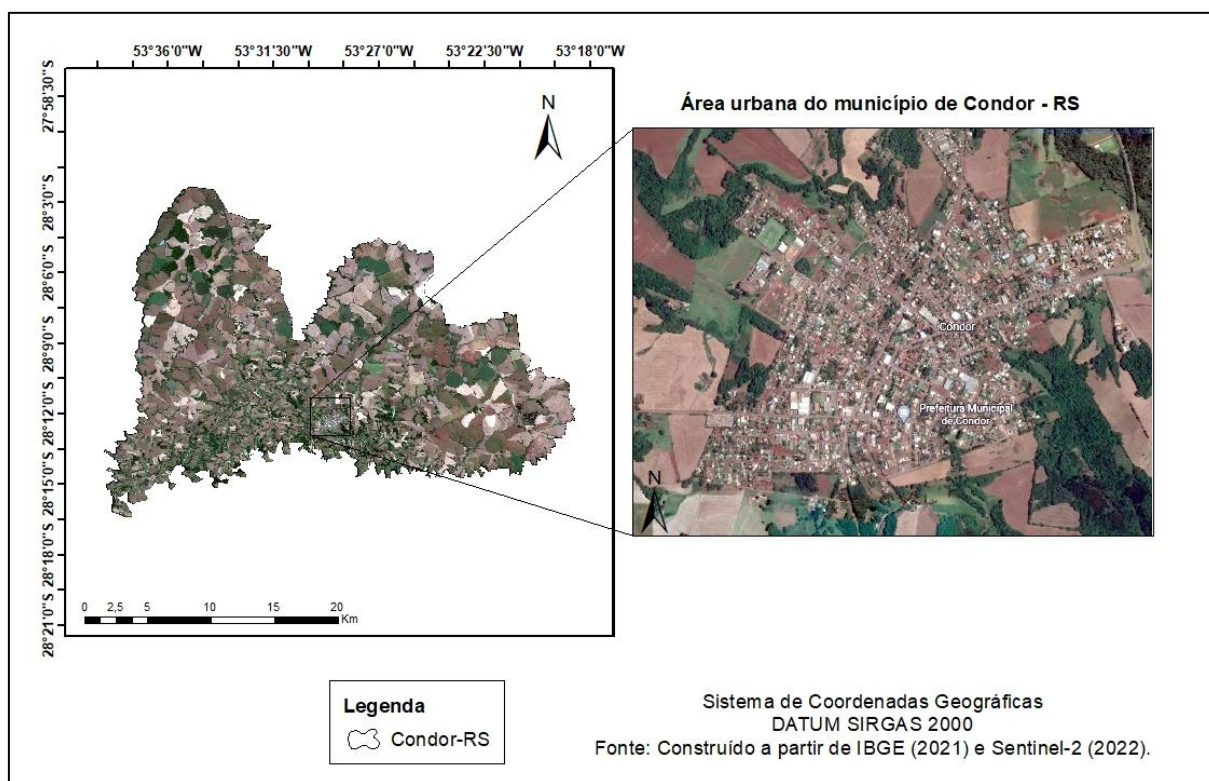 53°36'0"W 53°31'30"W 53°27'0"W 53°22'30"W 53°18'0"W
27°58'30"S
28°3'0"S
28°6'0"S
28°9'0"S
28°12'0"S
28°15'0"S
28°18'0"S
28°21'0"S
N
0 2,5 5 10 15 20
Km
Área urbana do município de Condor - RS
Condor
Prefeitura Municipal
de Condor
N
Legenda
Condor-RS
Sistema de Coordenadas Geográficas
DATUM SIRGAS 2000
Fonte: Construído a partir de IBGE (2021) e Sentinel-2 (2022).